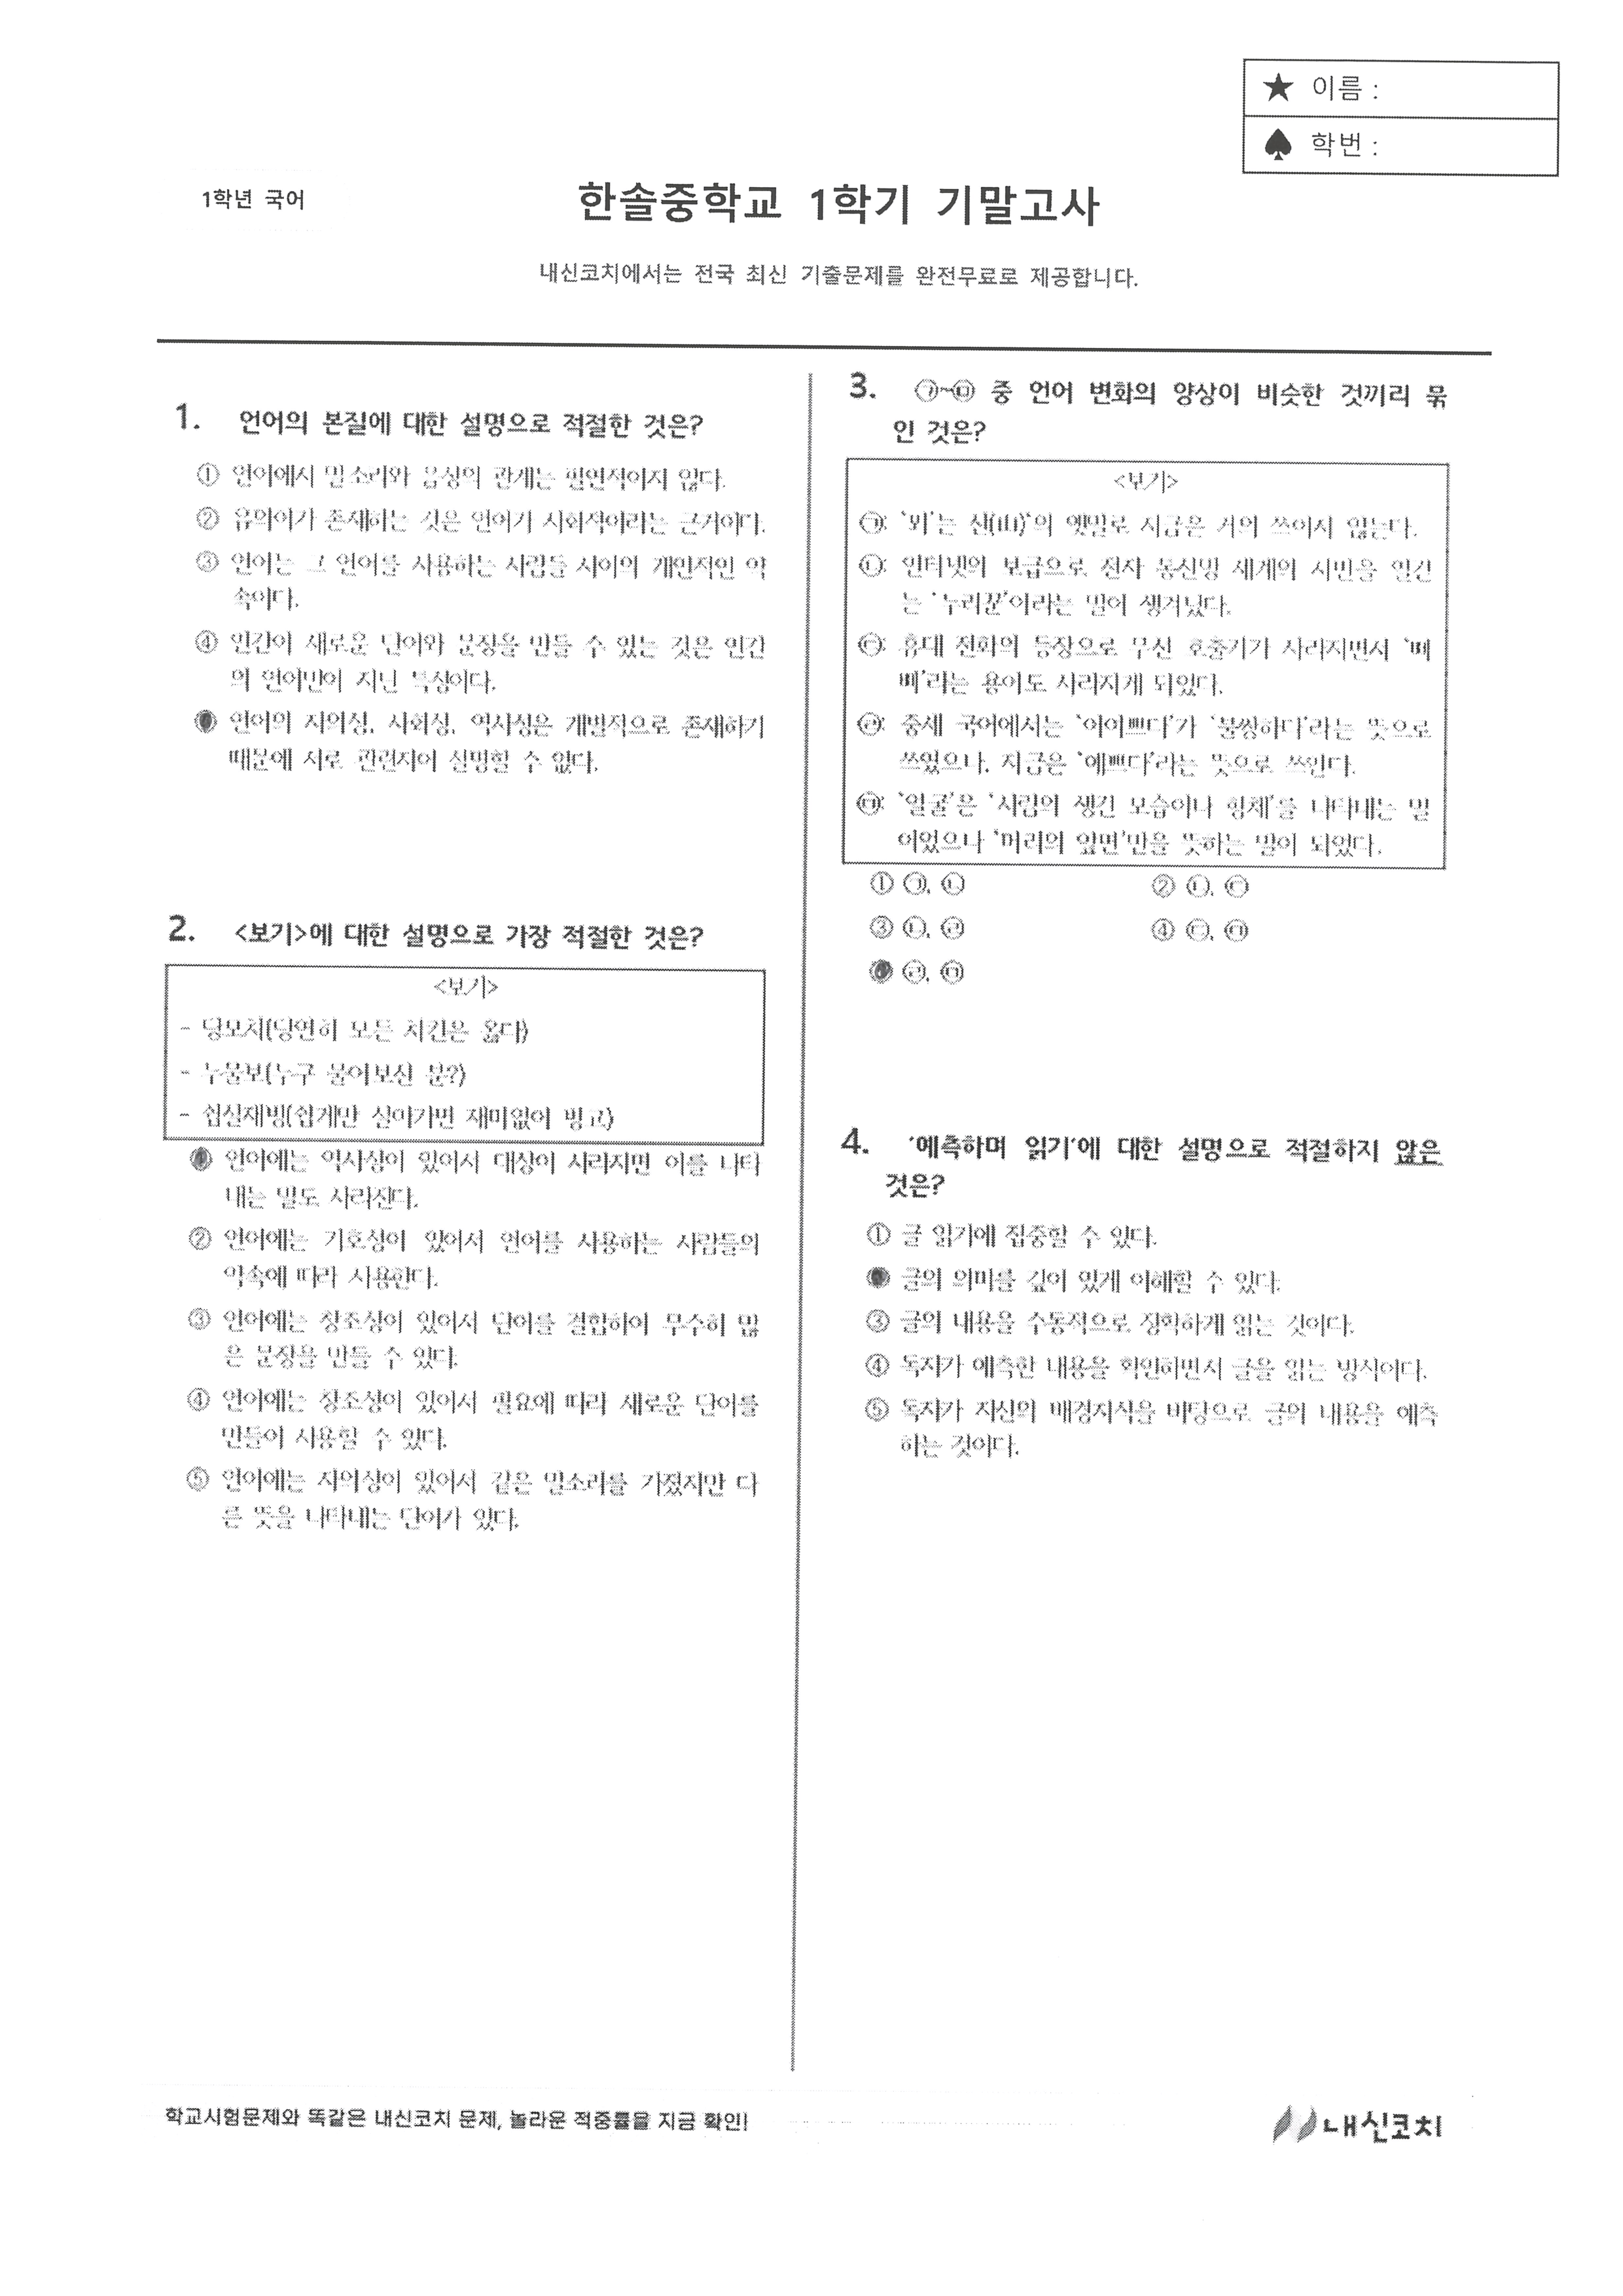 ★ 이름 :
♠ 학번 :
1학년 국어
한솔중학교 1학기 기말고사
내신코치에서는 전국 최신 기출문제를 완전무료로 제공합니다.
1. 언어의 본질에 대한 설명으로 적절한 것은?
① 언어에서 말소리와 음성의 관계는 필연적이지 않다.
② 유의어가 존재하는 것은 언어가 사회적이라는 근거이다.
③ 언어는 그 언어를 사용하는 사람들 사이의 개인적인 약
속이다.
④ 인간이 새로운 단어와 문장을 만들 수 있는 것은 인간
의 언어만이 지닌 특성이다.
언어의 자의성, 사회성, 역사성은 개별적으로 존재하기
때문에 서로 관련지어 설명할 수 없다.
2. <보기>에 대한 설명으로 가장 적절한 것은?
<보기>
- 당모치(당연히 모든 치킨은 옳다)
- 누물보(누구 물어보신 분?)
- 쉽살재빙(쉽게만 살아가면 재미없어 빙고)
언어에는 역사성이 있어서 대상이 사라지면 이를 나타
내는 말도 사라진다.
② 언어에는 기호성이 있어서 언어를 사용하는 사람들의
약속에 따라 사용한다.
③ 언어에는 창조성이 있어서 단어를 결합하여 무수히 많
은 문장을 만들 수 있다.
④ 언어에는 창조성이 있어서 필요에 따라 새로운 단어를
만들어 사용할 수 있다.
⑤ 언어에는 자의성이 있어서 같은 말소리를 가졌지만 다
른 뜻을 나타내는 단어가 있다.
3. ㉠~㉤ 중 언어 변화의 양상이 비슷한 것끼리 묶
인 것은?
<보기>
㉠: '뫼'는 산(山)'의 옛말로 지금은 거의 쓰이지 않는다.
㉡: 인터넷의 보급으로 전자 통신망 세계의 시민을 일컫
는 '누리꾼'이라는 말이 생겨났다.
㉢: 휴대 전화의 등장으로 무선 호출기가 사라지면서 '삐
삐'라는 용어도 사라지게 되었다.
㉣: 중세 국어에서는 '어여쁘다'가 '불쌍하다'라는 뜻으로
쓰였으나, 지금은 '예쁘다'라는 뜻으로 쓰인다.
㉤: '얼굴'은 '사람의 생긴 모습이나 형체'를 나타내는 말
이었으나 '머리의 앞면'만을 뜻하는 말이 되었다.
① ㉠, ㉡ ② ㉡, ㉢
③ ㉡, ㉣ ④ ㉢, ㉤
㉣, ㉤
4. '예측하며 읽기'에 대한 설명으로 적절하지 않은
것은?
① 글 읽기에 집중할 수 있다.
글의 의미를 깊이 있게 이해할 수 있다.
③ 글의 내용을 수동적으로 정확하게 읽는 것이다.
④ 독자가 예측한 내용을 확인하면서 글을 읽는 방식이다.
⑤ 독자가 자신의 배경지식을 바탕으로 글의 내용을 예측
하는 것이다.
학교시험문제와 똑같은 내신코치 문제, 놀라운 적중률을 지금 확인!
내신코치